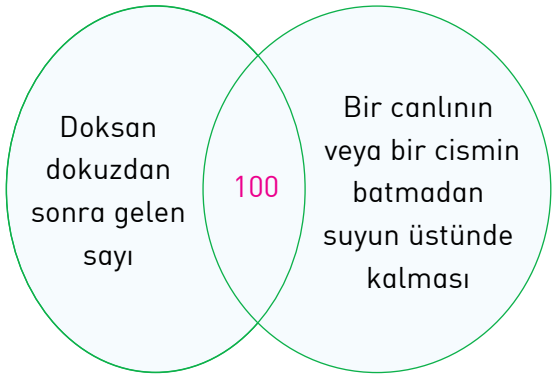 Doksan
dokuzdan
sonra gelen
sayı
100
Bir canlının
veya bir cismin
batmadan
suyun üstünde
kalması